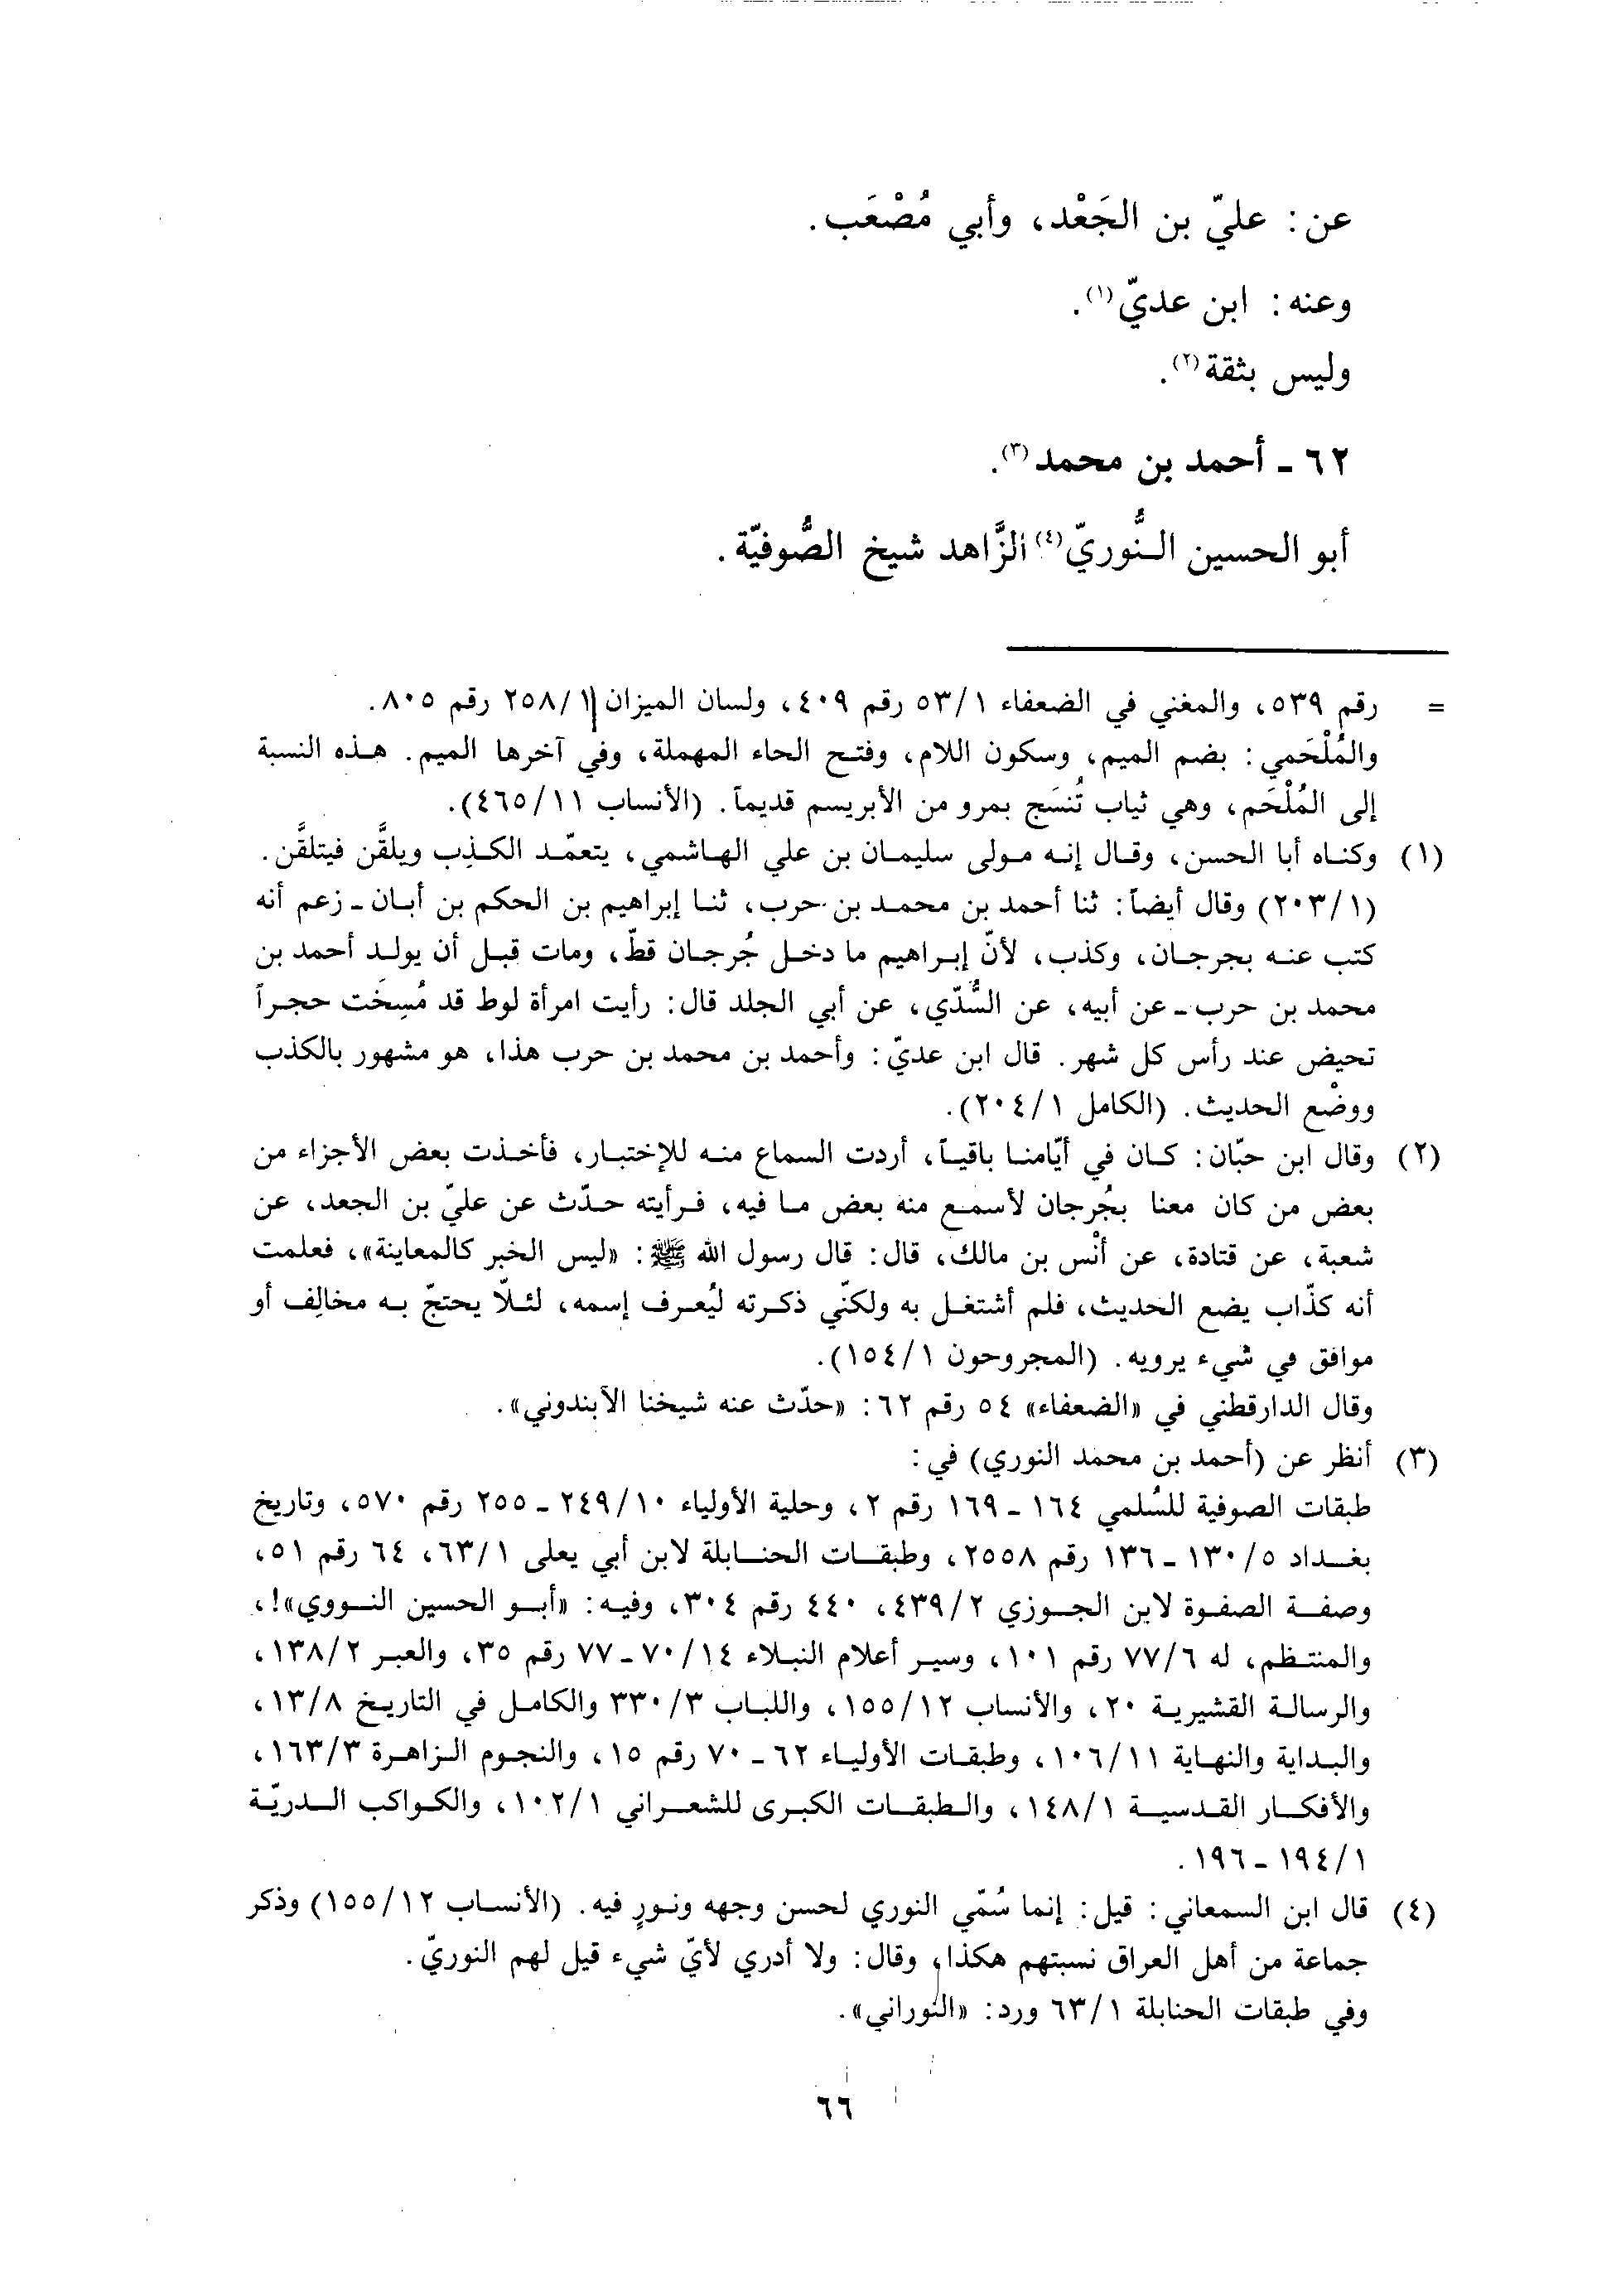 عن: عليّ بن الجَعْد، وأبي مُصْعَب.
وعنه: ابن عديّ(١).
وليس بثقة(٢).
٦٢ ـ أحمد بن محمد(٣).
أبو الحسين النُّوريّ(٤) الزَّاهد شيخ الصُّوفيّة.
= رقم ٥٣٩، والمغني في الضعفاء ٥٣/١ رقم ٤٠٩، ولسان الميزان ٢٥٨/١ رقم ٨٠٥.
والمُلْحَمي: بضم الميم، وسكون اللام، وفتح الحاء المهملة، وفي آخرها الميم. هذه النسبة
إلى المُلْحَم، وهي ثياب تُنسَج بمرو من الأبريسم قديماً. (الأنساب ٤٦٥/١١).
(١) وكناه أبا الحسن، وقال إنه مولى سليمان بن علي الهاشمي، يتعمّد الكذِب ويلقَّن فيتلقَّن.
(٢٠٣/١) وقال أيضاً: ثنا أحمد بن محمد بن حرب، ثنا إبراهيم بن الحكم بن أبان ـ زعم أنه
كتب عنه بجرجان، وكذب، لأنّ إبراهيم ما دخل جُرجان قطّ، ومات قبل أن يولد أحمد بن
محمد بن حرب ـ عن أبيه، عن السُّدّي، عن أبي الجلد قال: رأيت امرأة لوط قد مُسِخَت حجراً
تحيض عند رأس كل شهر. قال ابن عديّ: وأحمد بن محمد بن حرب هذا، هو مشهور بالكذب
ووضْع الحديث. (الكامل ٢٠٤/١).
(٢) وقال ابن حبّان: كان في أيّامنا باقياً، أردت السماع منه للإختبار، فأخذت بعض الأجزاء من
بعض من كان معنا بجُرجان لأسمع منه بعض ما فيه، فرأيته حدّث عن عليّ بن الجعد، عن
شعبة، عن قتادة، عن أنْس بن مالك، قال: قال رسول الله ﷺ: «ليس الخبر كالمعاينة»، فعلمت
أنه كذّاب يضع الحديث، فلم أشتغل به ولكنّي ذكرته ليُعرف إسمه، لئلّا يحتجّ به مخالِف أو
موافق في شيء يرويه. (المجروحون ١٥٤/١).
وقال الدارقطني في «الضعفاء» ٥٤ رقم ٦٢: «حدّث عنه شيخنا الآبندوني».
(٣) أنظر عن (أحمد بن محمد النوري) في:
طبقات الصوفية للسُلمي ١٦٤ ـ ١٦٩ رقم ٢، وحلية الأولياء ٢٤٩/١٠ ـ ٢٥٥ رقم ٥٧٠، وتاريخ
بغداد ١٣٠/٥ ـ ١٣٦ رقم ٢٥٥٨، وطبقات الحنابلة لابن أبي يعلى ٦٣/١، ٦٤ رقم ٥١،
وصفة الصفوة لابن الجوزي ٤٣٩/٢، ٤٤٠ رقم ٣٠٤، وفيه: «أبو الحسين النووي»!،
والمنتظم، له ٧٧/٦ رقم ١٠١، وسير أعلام النبلاء ٧٠/١٤ ـ ٧٧ رقم ٣٥، والعبر ١٣٨/٢،
والرسالة القشيرية ٢٠، والأنساب ١٥٥/١٢، واللباب ٣٣٠/٣ والكامل في التاريخ ١٣/٨،
والبداية والنهاية ١٠٦/١١، وطبقات الأولياء ٦٢ ـ ٧٠ رقم ١٥، والنجوم الزاهرة ١٦٣/٣،
والأفكار القدسية ١٤٨/١، والطبقات الكبرى للشعراني ١٠٢/١، والكواكب الدريّة
١٩٤/١ ـ ١٩٦.
(٤) قال ابن السمعاني: قيل: إنما سُمّي النوري لحسن وجهه ونورٍ فيه. (الأنساب ١٥٥/١٢) وذكر
جماعة من أهل العراق نسبتهم هكذا، وقال: ولا أدري لأيّ شيء قيل لهم النوريّ.
وفي طبقات الحنابلة ٦٣/١ ورد: «النوراني».
٦٦